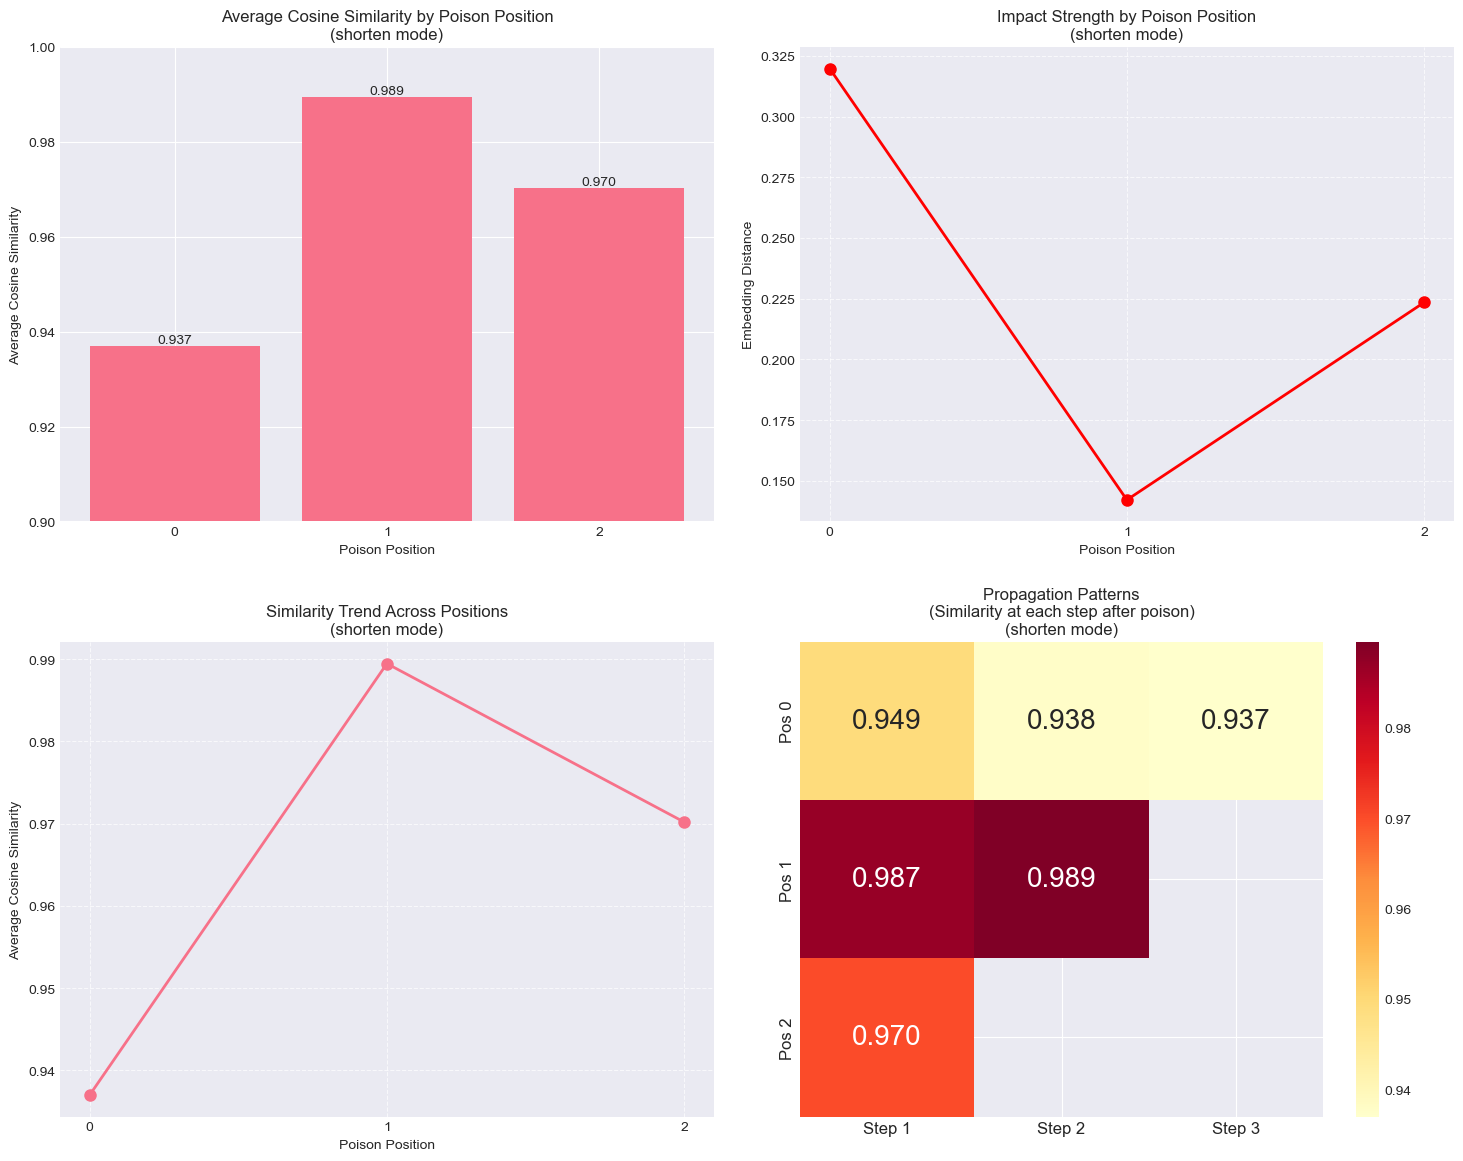 Average Cosine Similarity by Poison Position
(shorten mode)
Average Cosine Similarity
1.00
0.98
0.96
0.94
0.92
0.90
0.937
0.989
0.970
0
1
2
Poison Position
Impact Strength by Poison Position
(shorten mode)
Embedding Distance
0.325
0.300
0.275
0.250
0.225
0.200
0.175
0.150
0
1
2
Poison Position
Similarity Trend Across Positions
(shorten mode)
Average Cosine Similarity
0.99
0.98
0.97
0.96
0.95
0.94
0
1
2
Poison Position
Propagation Patterns
(Similarity at each step after poison)
(shorten mode)
Pos 0
0.949
0.938
0.937
Pos 1
0.987
0.989
Pos 2
0.970
Step 1
Step 2
Step 3
0.98
0.97
0.96
0.95
0.94